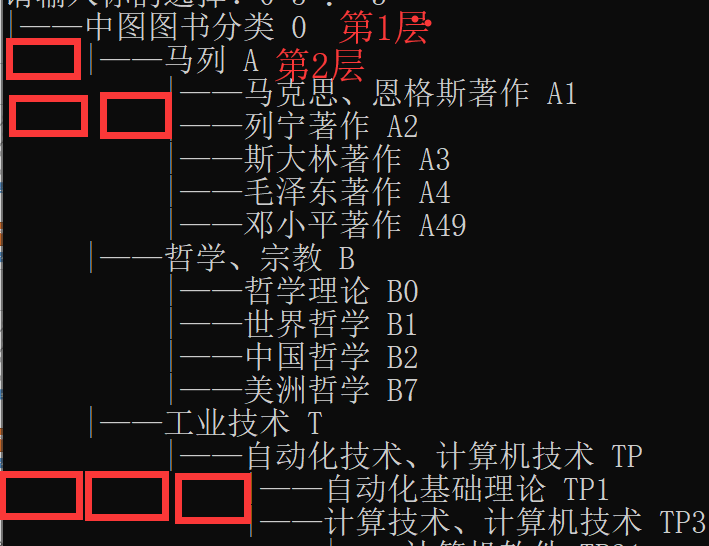 |——中图图书分类 0 第1层
|——马列 A 第2层
|——马克思、恩格斯著作 A1
|——列宁著作 A2
|——斯大林著作 A3
|——毛泽东著作 A4
|——邓小平著作 A49
|——哲学、宗教 B
|——哲学理论 B0
|——世界哲学 B1
|——中国哲学 B2
|——美洲哲学 B7
|——工业技术 T
|——自动化技术、计算机技术 TP
|——自动化基础理论 TP1
|——计算技术、计算机技术 TP3